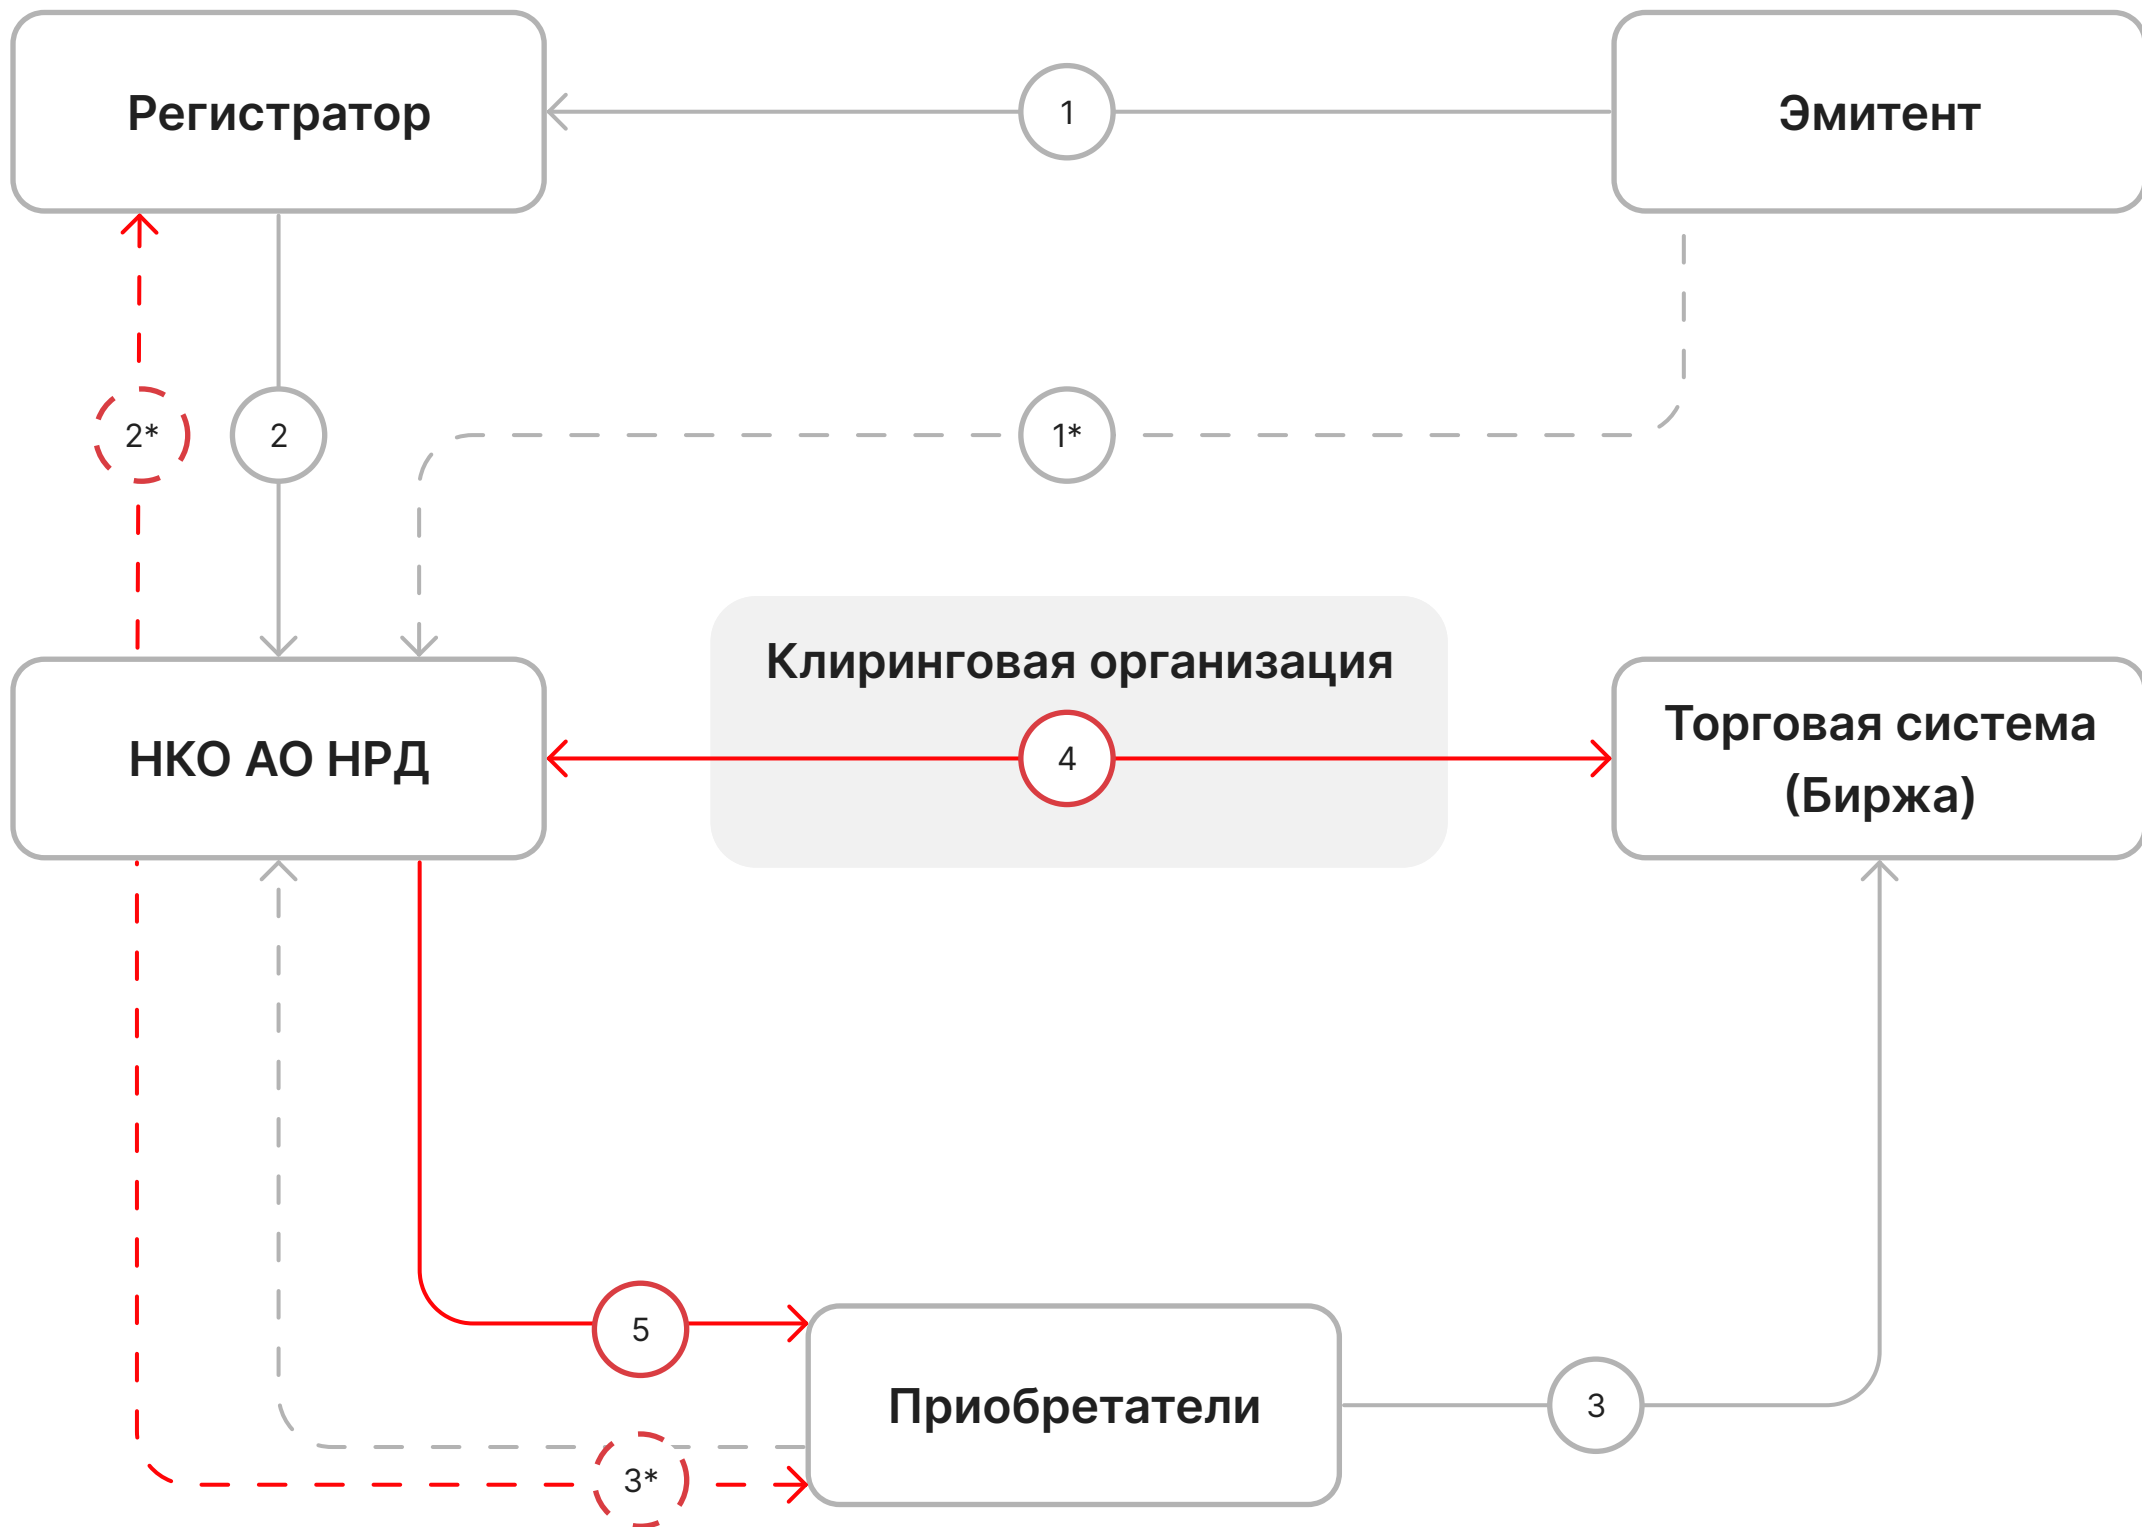 Регистратор
1
Эмитент
2*
2
1*
Клиринговая организация
НКО АО НРД
4
Торговая система
(Биржа)
5
Приобретатели
3
3*